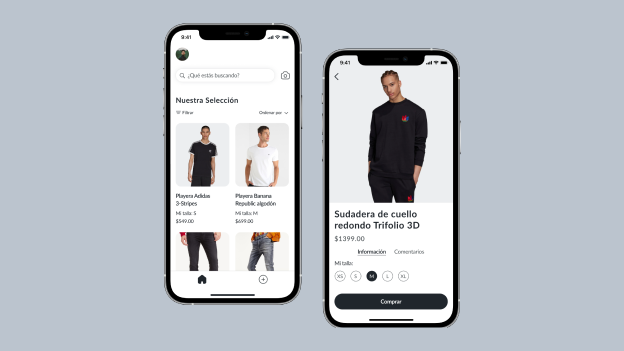 9:41
¿Qué estás buscando?
Nuestra Selección
Filtrar
Ordenar por
Playera Adidas
3-Stripes
Mi talla: S
$549.00
Playera Banana
Republic algodón
Mi talla: M
$699.00
9:41
Sudadera de cuello
redondo Trifolio 3D
$1399.00
Información Comentarios
Mi talla:
XS S M L XL
Comprar